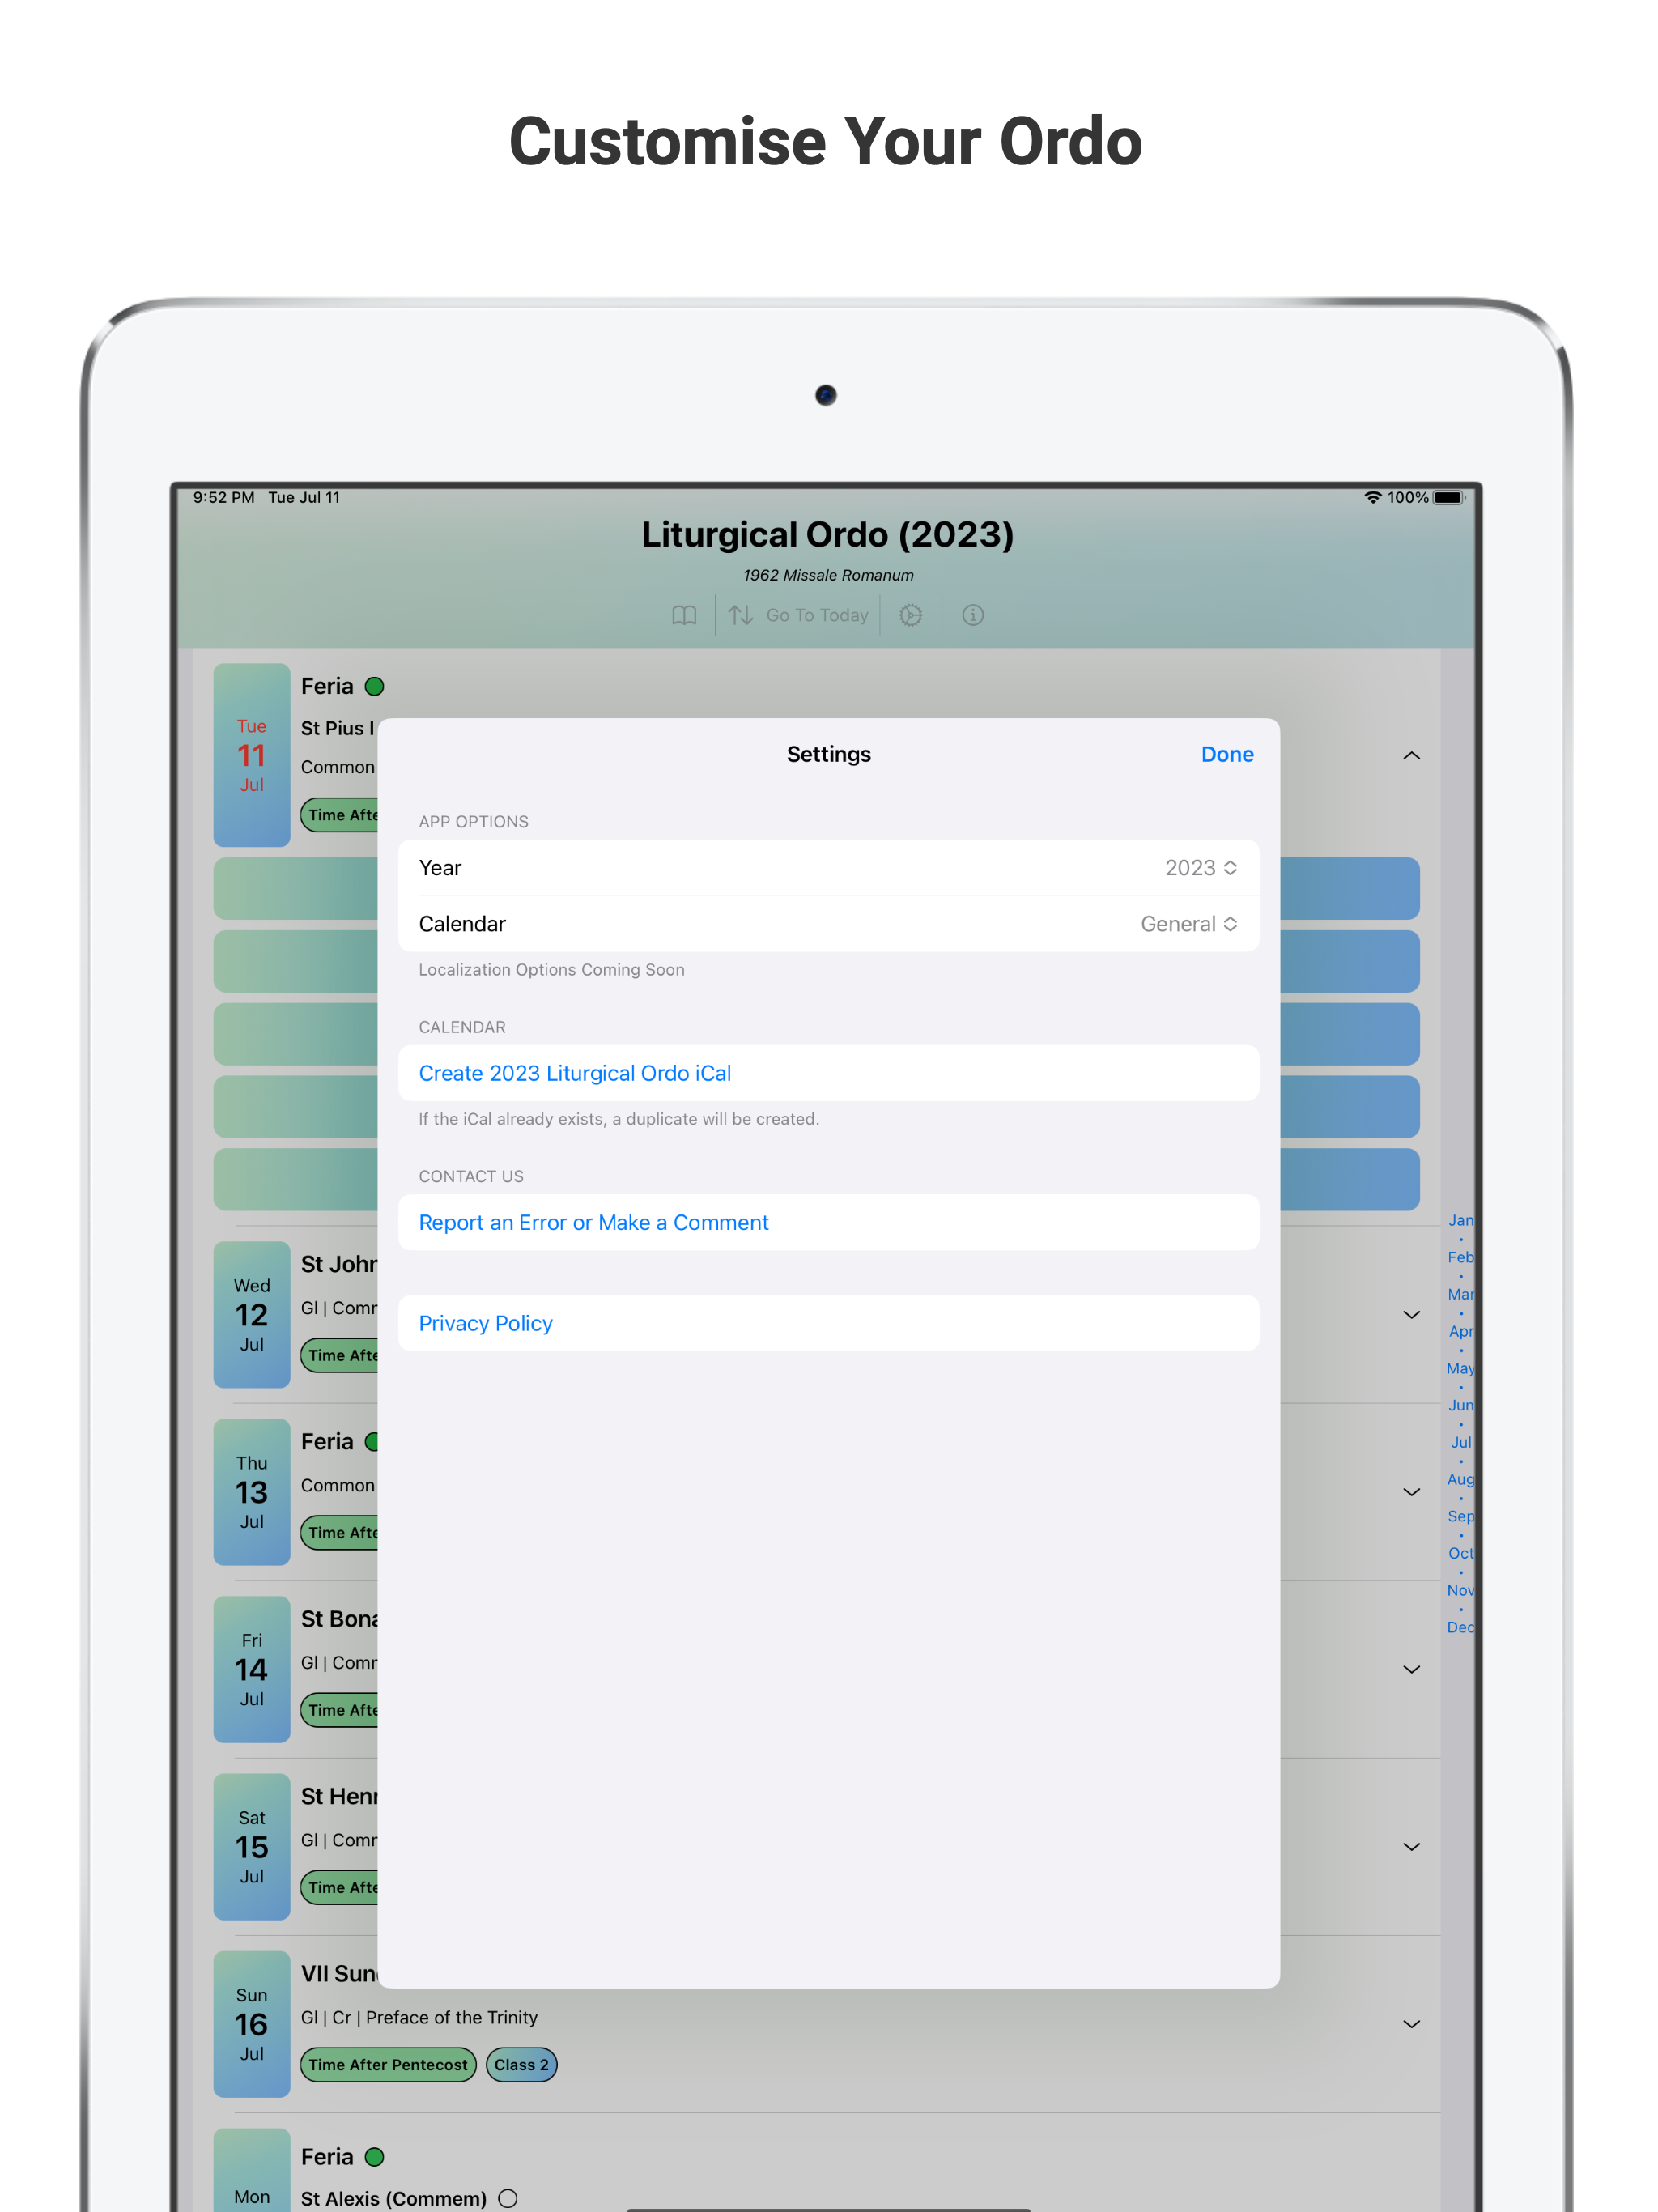 Customise Your Ordo
9:52 PM Tue Jul 11
100%
Liturgical Ordo (2023)
1962 Missale Romanum
Go To Today
Tue
11
Jul
Feria
St Pius I
Common
Time Afte
Settings
Done
APP OPTIONS
Year
2023
Calendar
General
Localization Options Coming Soon
CALENDAR
Create 2023 Liturgical Ordo iCal
If the iCal already exists, a duplicate will be created.
CONTACT US
Report an Error or Make a Comment
Privacy Policy
Wed
12
Jul
St John
Gl | Comm
Time Afte
Thu
13
Jul
Feria
Common
Time Afte
Fri
14
Jul
St Bona
Gl | Comm
Time Afte
Sat
15
Jul
St Henr
Gl | Comm
Time Afte
Sun
16
Jul
VII Sun
Gl | Cr | Preface of the Trinity
Time After Pentecost
Class 2
Mon
Feria
St Alexis (Commem)
Jan
Feb
Mar
Apr
May
Jun
Jul
Aug
Sep
Oct
Nov
Dec